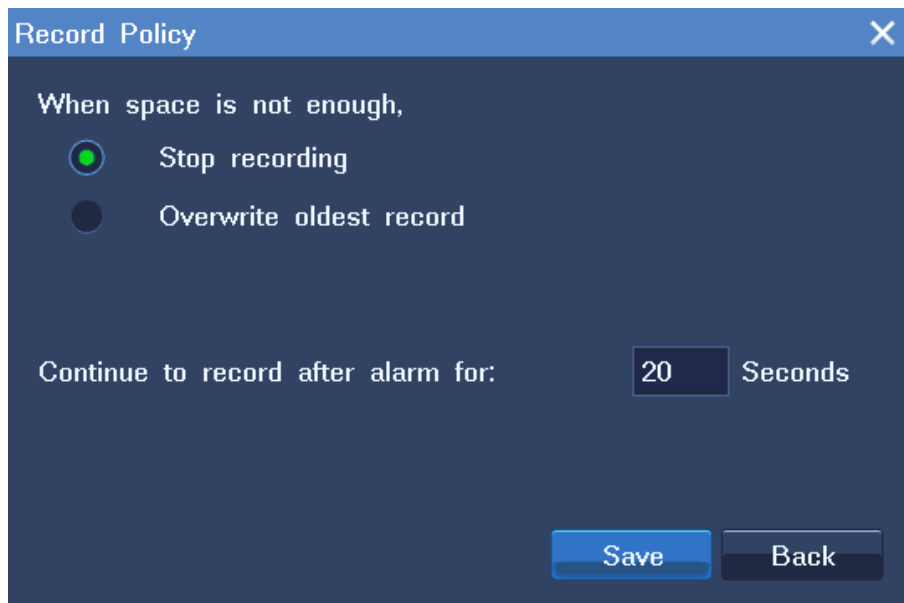 Record Policy
When space is not enough,
Stop recording
Overwrite oldest record
Continue to record after alarm for: 20 Seconds
Save Back